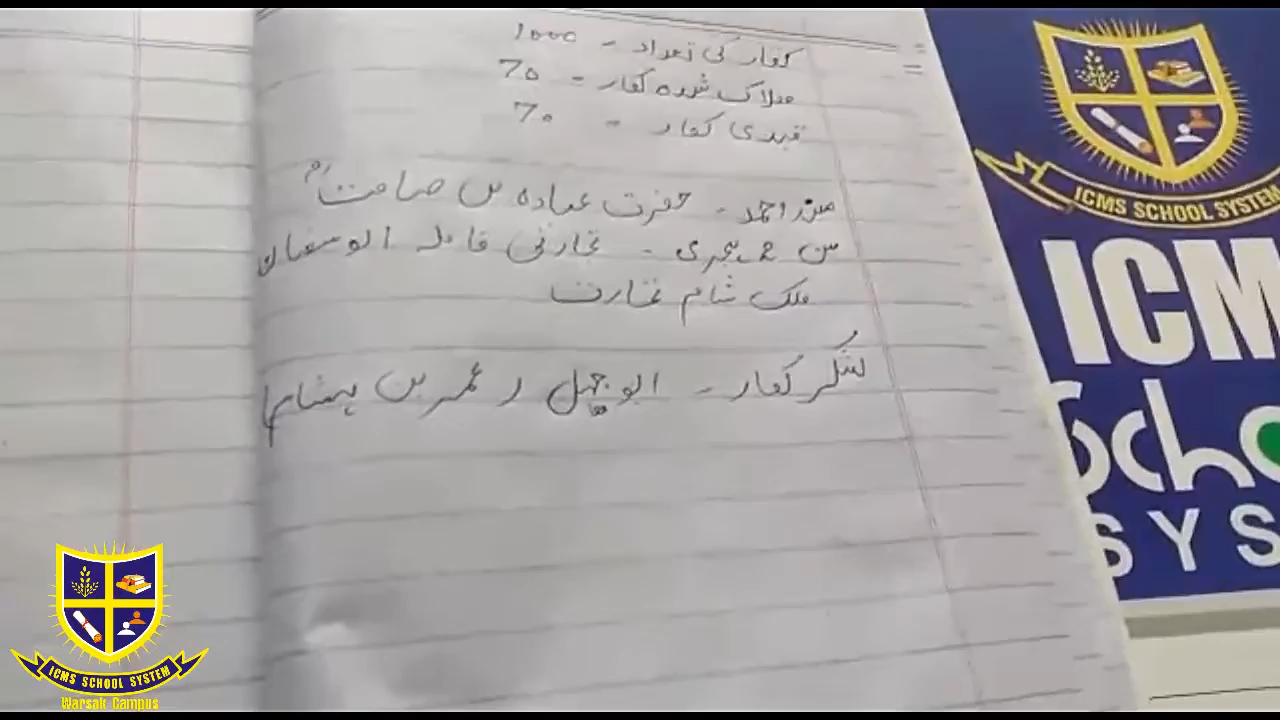 کفار کی تعداد - 1000
ہلاک شدہ کفار - 70
قیدی کفار - 70
مسند احمد - حضرت عبادہ بن صامتؓ
سن 2 ہجری - تجارتی قافلہ ابوسفیان
ملک شام تجارت
لشکر کفار - ابوجہل ( عمر بن ہشام )
ICMS SCHOOL SYSTEM
ICM
Scho
SYS
ICMS SCHOOL SYSTEM
Warsak Campus